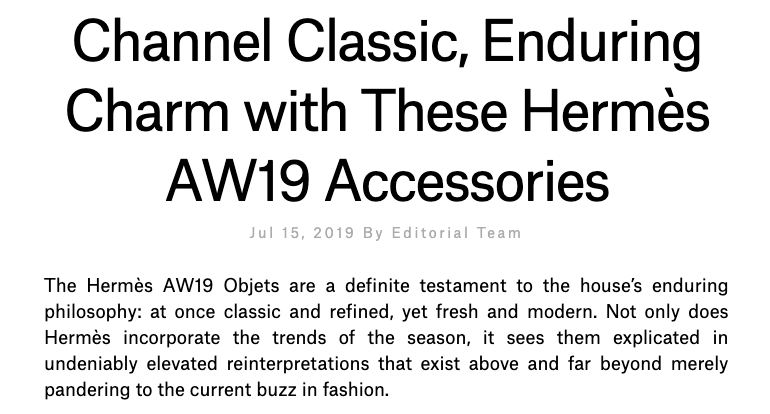 Channel Classic, Enduring
Charm with These Hermès
AW19 Accessories
Jul 15, 2019 By Editorial Team
The Hermès AW19 Objets are a definite testament to the house’s enduring
philosophy: at once classic and refined, yet fresh and modern. Not only does
Hermès incorporate the trends of the season, it sees them explicated in
undeniably elevated reinterpretations that exist above and far beyond merely
pandering to the current buzz in fashion.